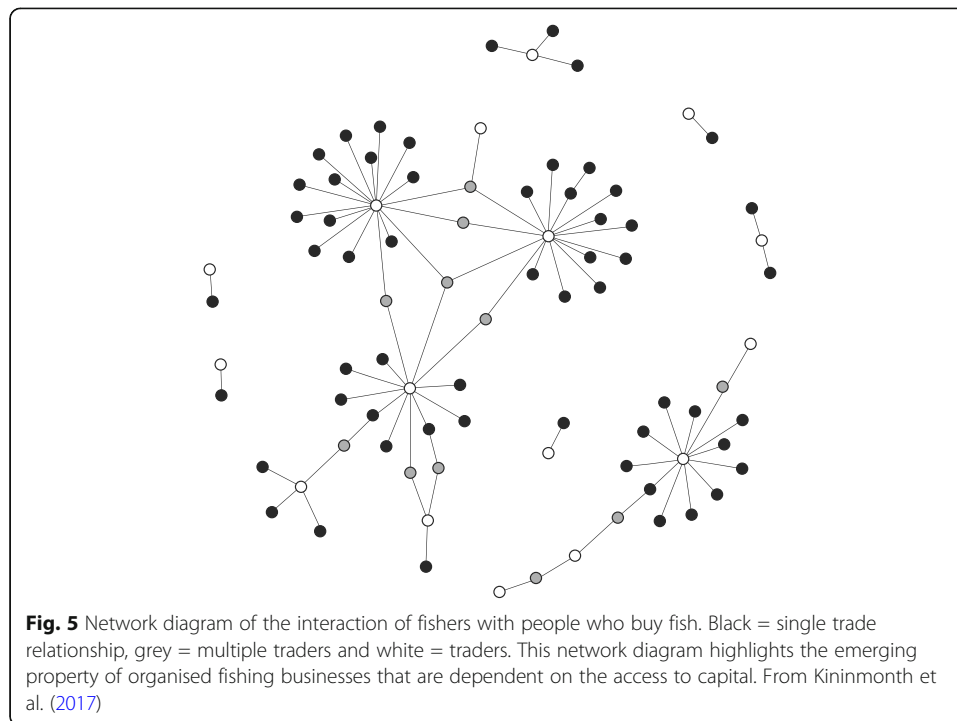 Fig. 5 Network diagram of the interaction of fishers with people who buy fish. Black = single trade
relationship, grey = multiple traders and white = traders. This network diagram highlights the emerging
property of organised fishing businesses that are dependent on the access to capital. From Kininmonth et
al. (2017)